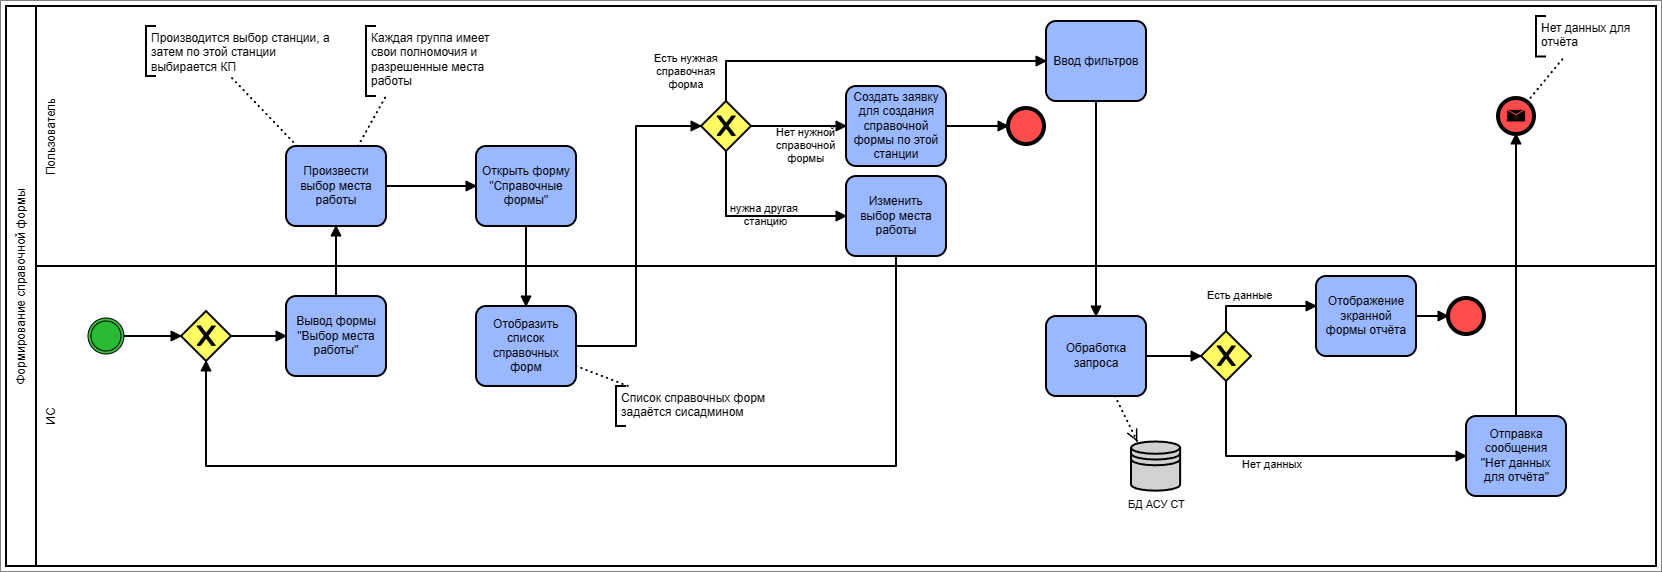 Формирование справочной формы
Пользователь
ИС
Производится выбор станции, а
затем по этой станции
выбирается КП
Каждая группа имеет
свои полномочия и
разрешенные места
работы
Произвести
выбор места
работы
Открыть форму
"Справочные
формы"
Есть нужная
справочная
форма
Нет нужной
справочной
формы
нужна другая
станцию
Ввод фильтров
Создать заявку
для создания
справочной
формы по этой
станции
Изменить
выбор места
работы
Нет данных для
отчёта
Вывод формы
"Выбор места
работы"
Отобразить
список
справочных
форм
Список справочных форм
задаётся сисадмином
Обработка
запроса
БД АСУ СТ
Есть данные
Нет данных
Отображение
экранной
формы отчёта
Отправка
сообщения
"Нет данных
для отчёта"